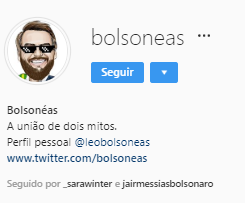 bolsoneas ...
Seguir
Bolsonéas
A união de dois mitos.
Perfil pessoal @leobolsoneas
www.twitter.com/bolsoneas
Seguido por _sarawinter e jairmessiasbolsonaro